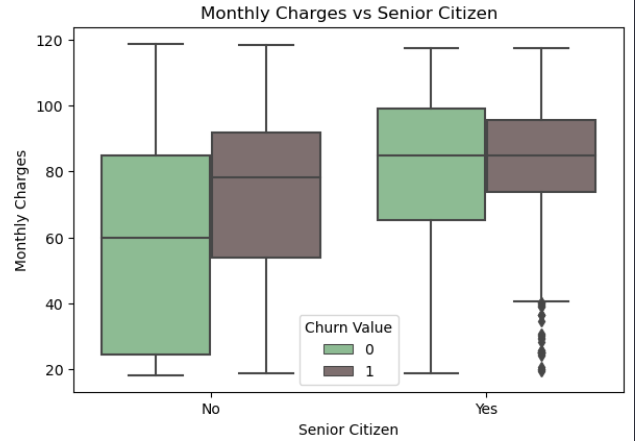 Monthly Charges vs Senior Citizen
Monthly Charges
120
100
80
60
40
20
Churn Value
0
1
No
Yes
Senior Citizen